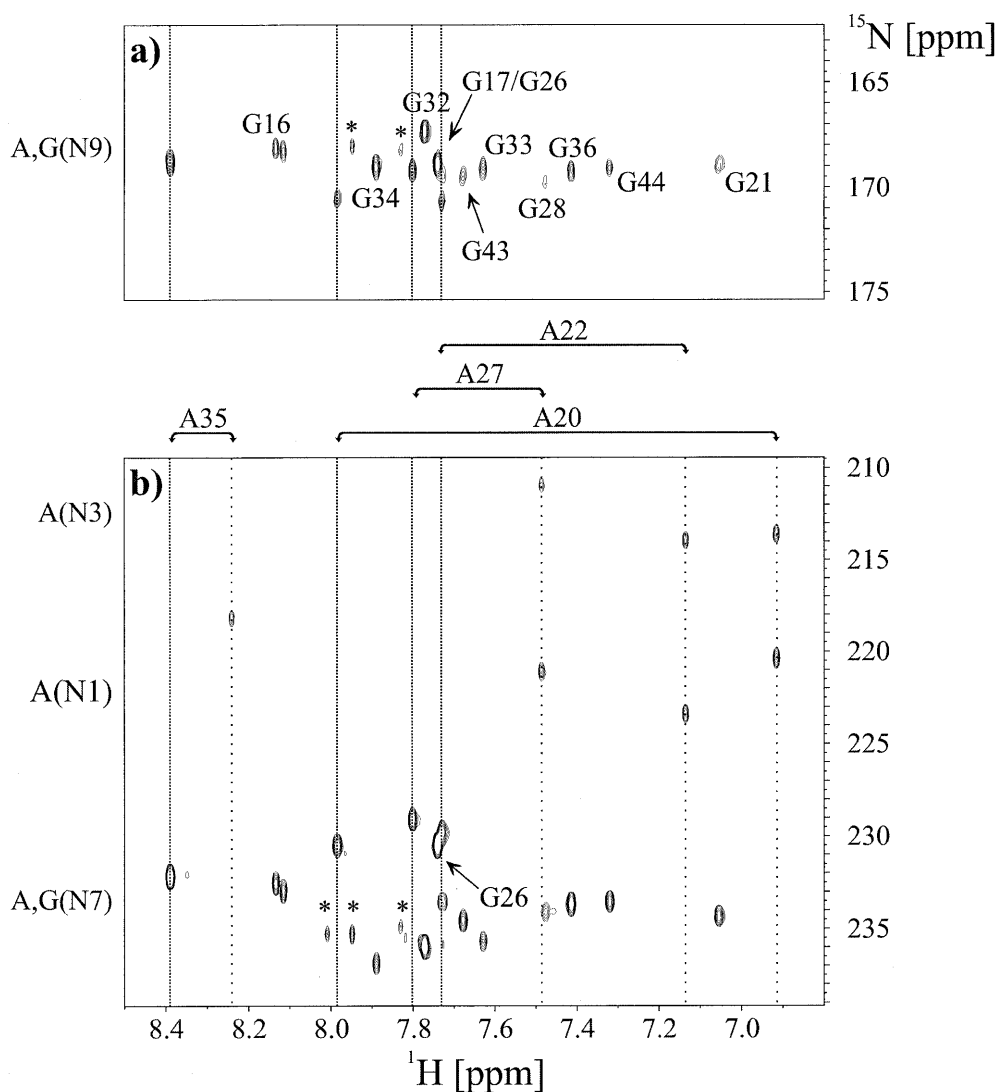 a)
¹⁵N [ppm]
165
170
175
A,G(N9)
G16
*
*
G32
G17/G26
G33
G36
G34
G43
G28
G44
G21
A22
A27
A35
A20
b)
A(N3)
A(N1)
A,G(N7)
210
215
220
225
230
235
G26
*
*
*
8.4
8.2
8.0
7.8
7.6
7.4
7.2
7.0
¹H [ppm]